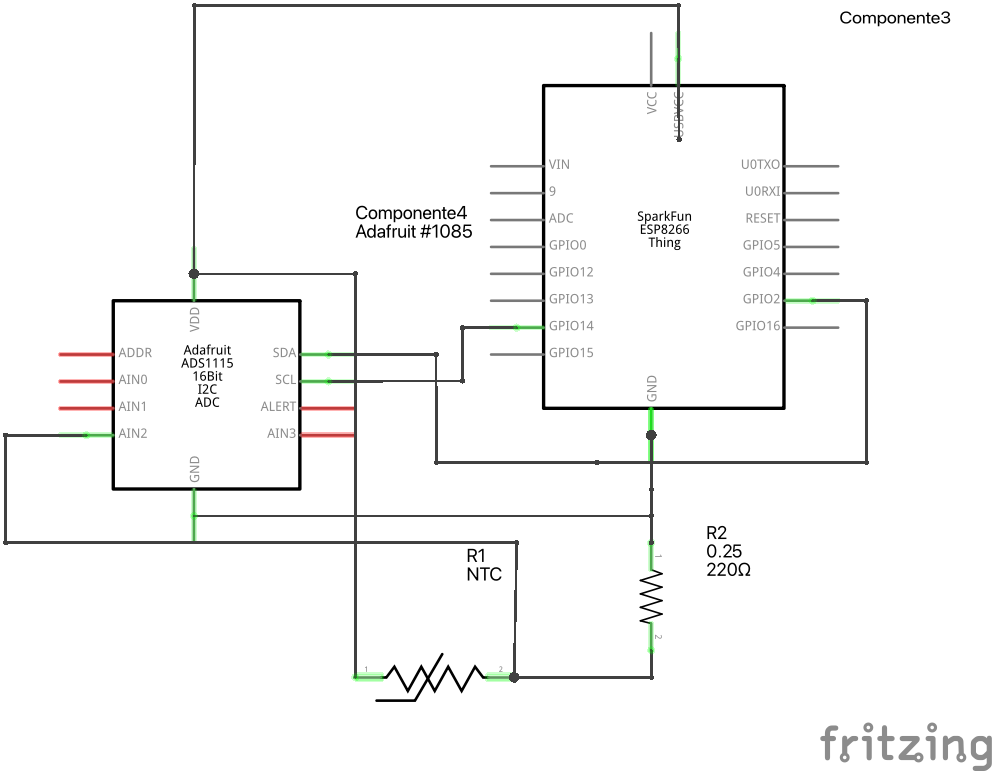 Componente3
VCC
USBVCC
VIN
U0TXO
9
U0RXI
ADC
RESET
GPIO0
GPIO5
GPIO12
GPIO4
GPIO13
GPIO2
GPIO14
GPIO16
GPIO15
SparkFun
ESP8266
Thing
GND
Componente4
Adafruit #1085
VDD
ADDR
SDA
AIN0
SCL
AIN1
ALERT
AIN2
AIN3
Adafruit
ADS1115
16Bit
I2C
ADC
GND
R1
NTC
1
2
R2
0.25
220Ω
1
2
fritzing